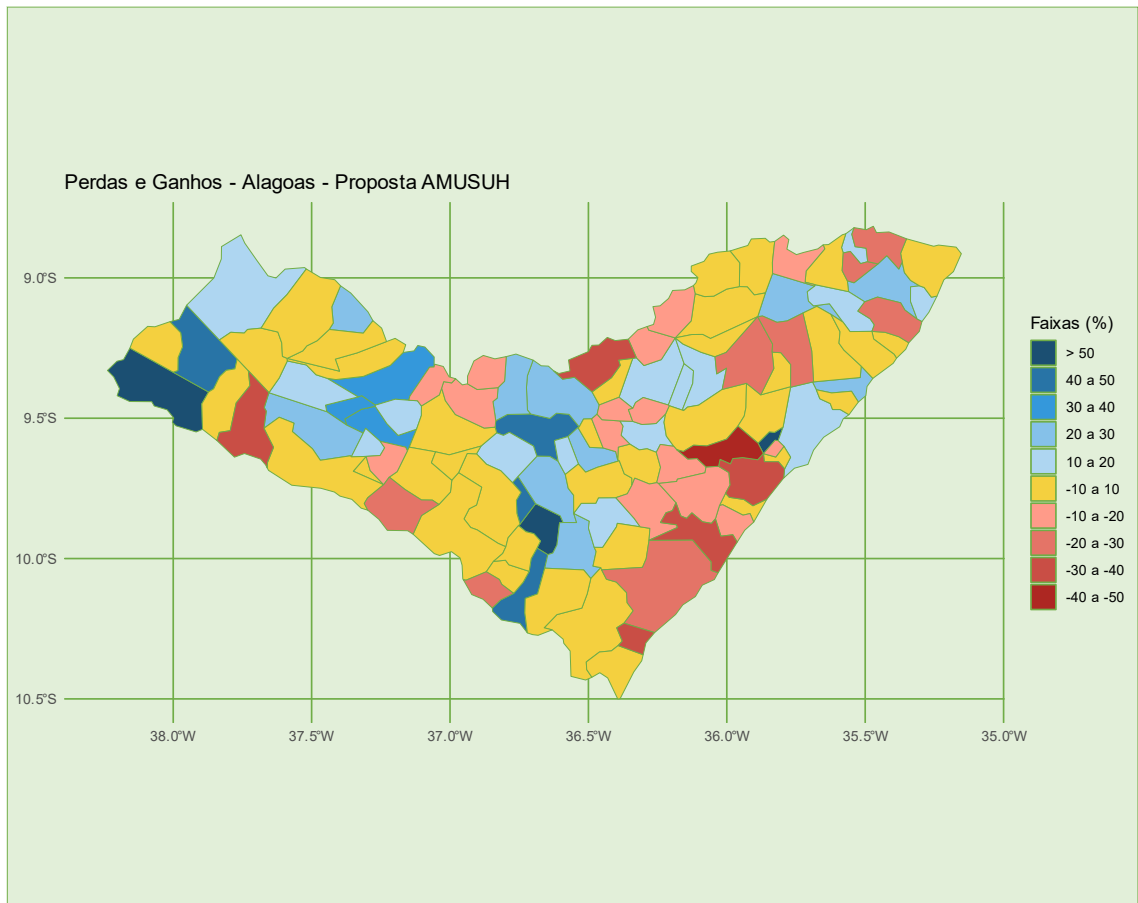 Perdas e Ganhos - Alagoas - Proposta AMUSUH
9.0°S
9.5°S
10.0°S
10.5°S
38.0°W 37.5°W 37.0°W 36.5°W 36.0°W 35.5°W 35.0°W
Faixas (%)
> 50
40 a 50
30 a 40
20 a 30
10 a 20
-10 a 10
-10 a -20
-20 a -30
-30 a -40
-40 a -50